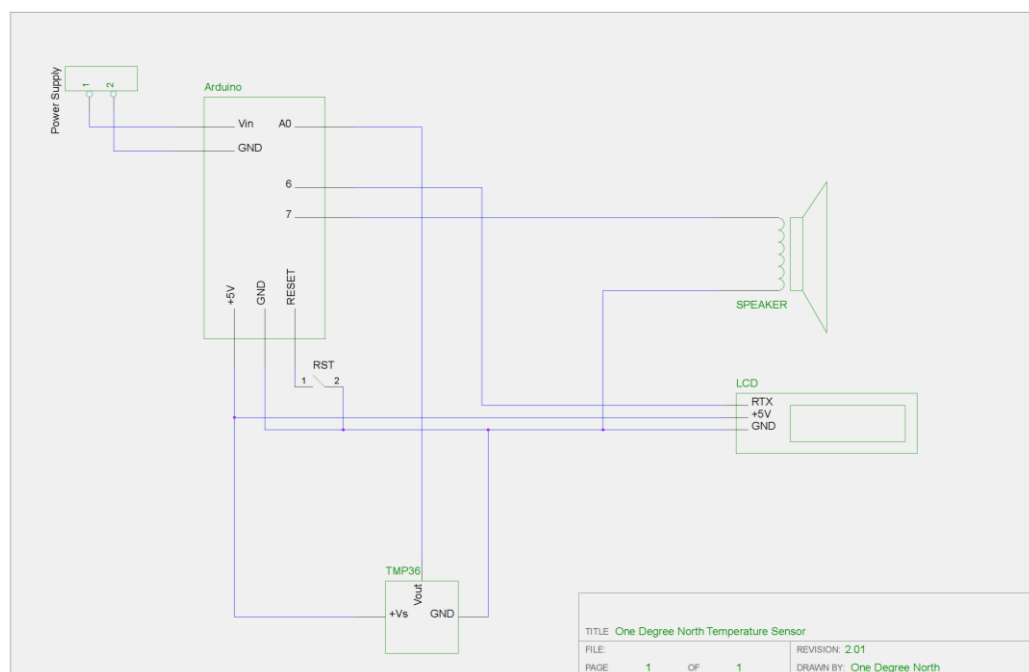 Power Supply
1
2
Arduino
Vin
A0
GND
6
7
+5V
GND
RESET
RST
1
2
SPEAKER
LCD
RTX
+5V
GND
TMP36
Vout
+Vs
GND
TITLE One Degree North Temperature Sensor
FILE:
REVISION: 2.01
PAGE 1 OF 1
DRAWN BY: One Degree North